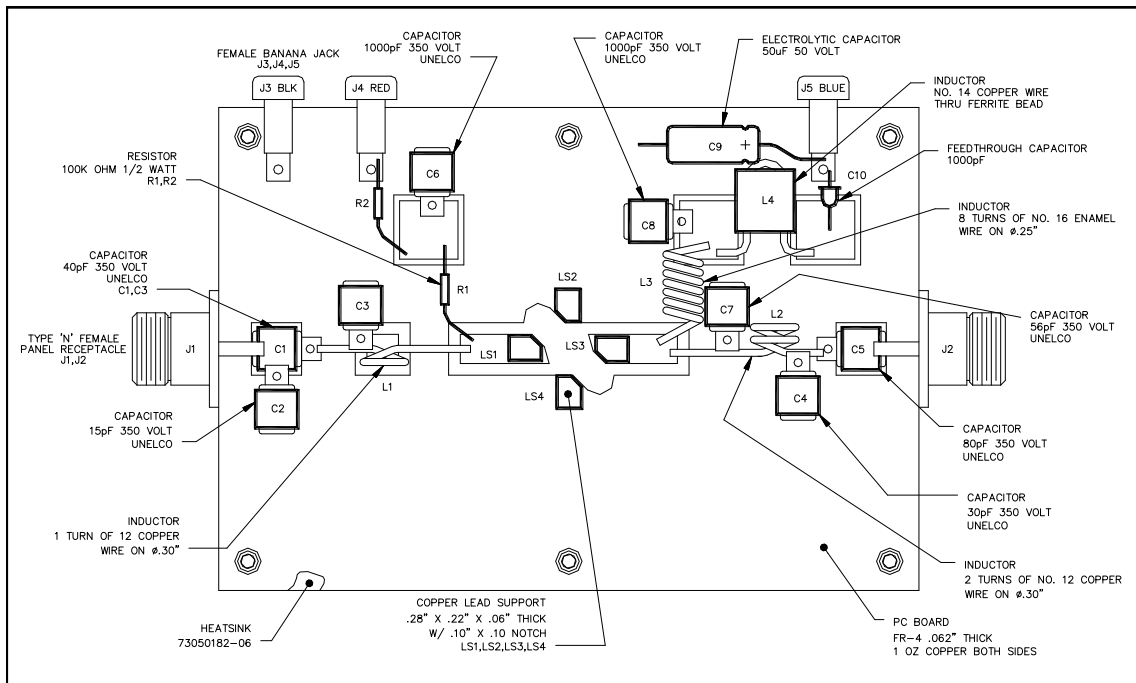 CAPACITOR
1000pF 350 VOLT
UNELCO
CAPACITOR
1000pF 350 VOLT
UNELCO
ELECTROLYTIC CAPACITOR
50uF 50 VOLT
FEMALE BANANA JACK
J3,J4,J5
J3 BLK
J4 RED
J5 BLUE
INDUCTOR
NO. 14 COPPER WIRE
THRU FERRITE BEAD
RESISTOR
100K OHM 1/2 WATT
R1,R2
C9
+
FEEDTHROUGH CAPACITOR
1000pF
C6
C10
R2
L4
C8
INDUCTOR
8 TURNS OF NO. 16 ENAMEL
WIRE ON ø.25"
CAPACITOR
40pF 350 VOLT
UNELCO
C1,C3
R1
LS2
L3
C3
C7
L2
CAPACITOR
56pF 350 VOLT
UNELCO
TYPE 'N' FEMALE
PANEL RECEPTACLE
J1,J2
J1
C1
LS1
LS3
C5
J2
L1
LS4
C2
C4
CAPACITOR
15pF 350 VOLT
UNELCO
CAPACITOR
80pF 350 VOLT
UNELCO
CAPACITOR
30pF 350 VOLT
UNELCO
INDUCTOR
1 TURN OF 12 COPPER
WIRE ON ø.30"
INDUCTOR
2 TURNS OF NO. 12 COPPER
WIRE ON ø.30"
HEATSINK
73050182-06
COPPER LEAD SUPPORT
.28" X .22" X .06" THICK
W/ .10" X .10 NOTCH
LS1,LS2,LS3,LS4
PC BOARD
FR-4 .062" THICK
1 OZ COPPER BOTH SIDES